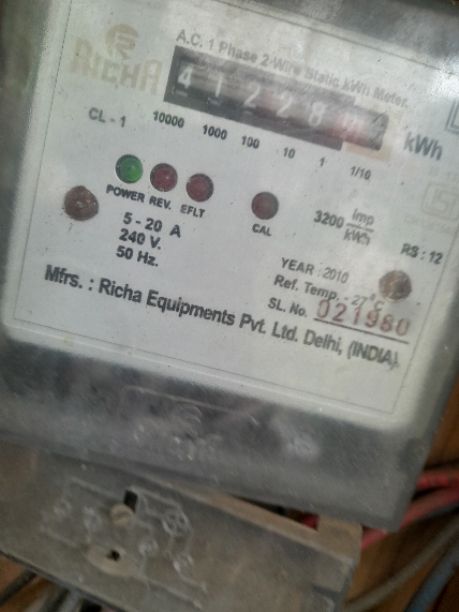 RICHA
A.C. 1 Phase 2-Wire Static kWh Meter.
41228
kWh
CL - 1 10000 1000 100 10 1 1/10
POWER REV. EFLT
CAL
3200 Imp/kWh
5 - 20 A
240 V.
50 Hz.
RS : 12
YEAR : 2010
Ref. Temp. - 27°C
SL. No. 021980
Mfrs. : Richa Equipments Pvt. Ltd. Delhi, (INDIA).